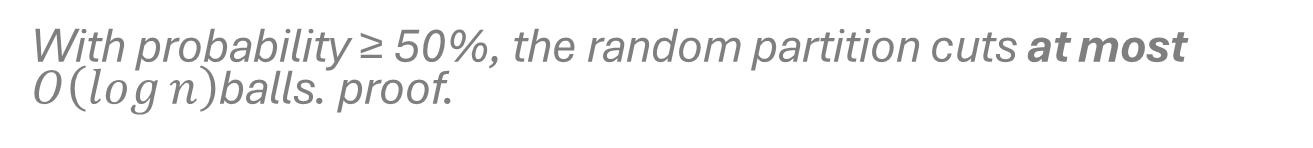 With probability ≥ 50%, the random partition cuts at most
O(log n)balls. proof.